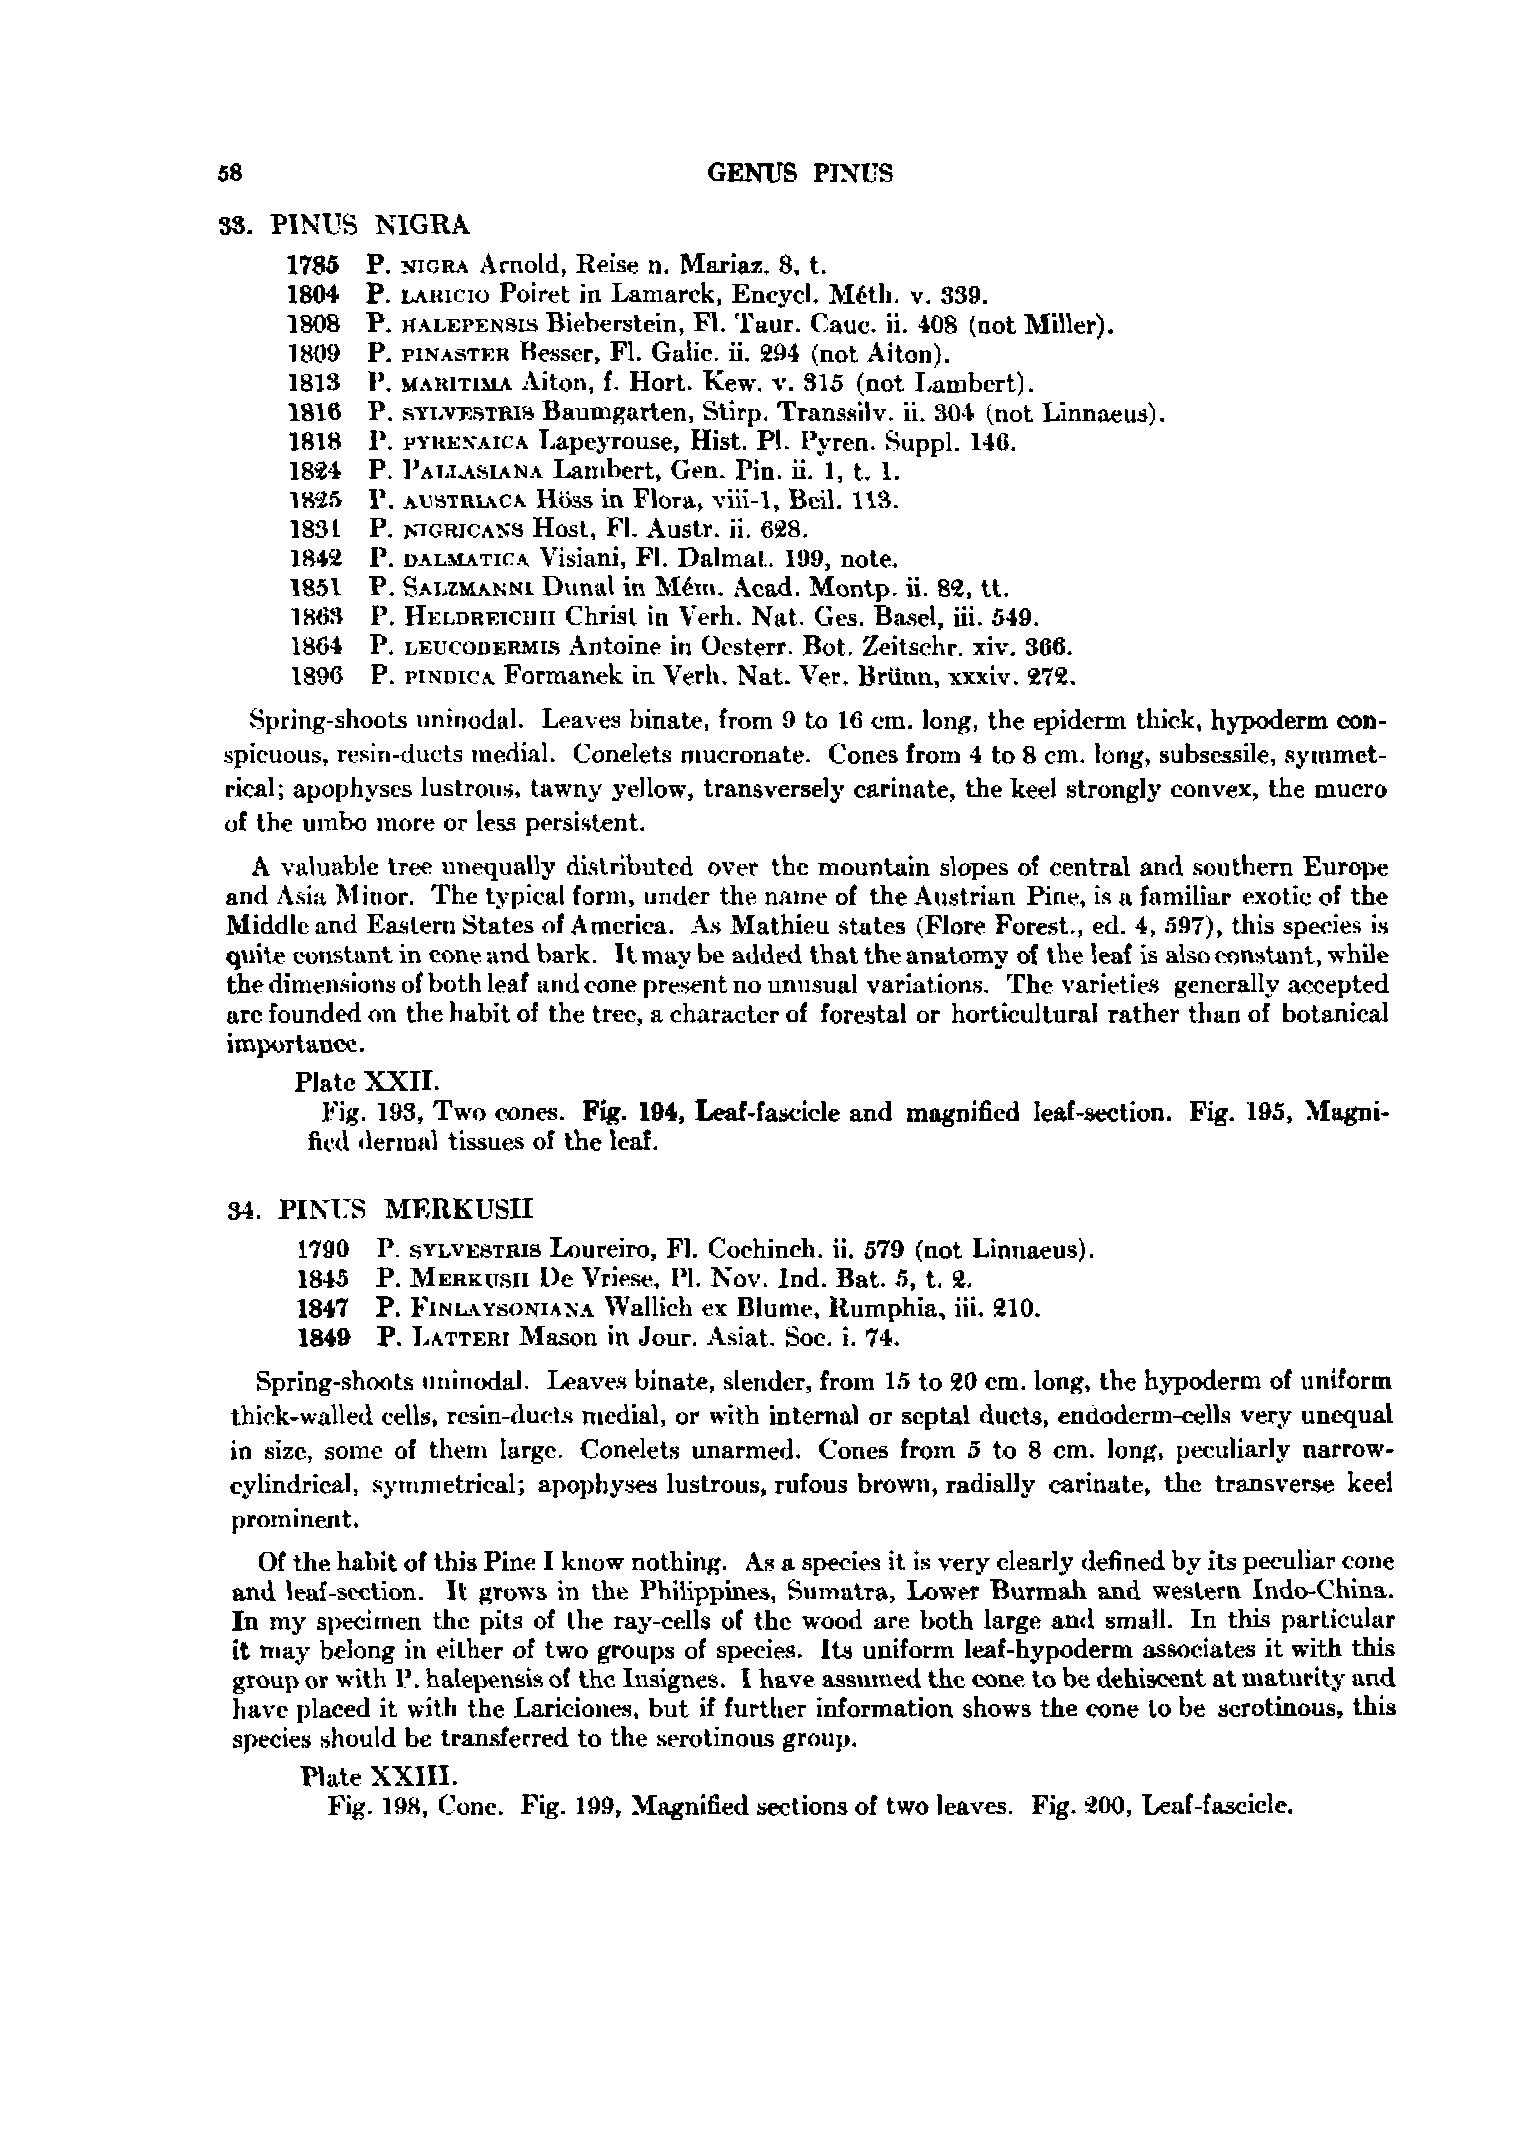 58 GENUS PINUS
33. PINUS NIGRA
1785 P. NIGRA Arnold, Reise n. Mariaz. 8, t.
1804 P. LARICIO Poiret in Lamarck, Encycl. Méth. v. 339.
1808 P. HALEPENSIS Bieberstein, Fl. Taur. Cauc. ii. 408 (not Miller).
1809 P. PINASTER Besser, Fl. Galic. ii. 294 (not Aiton).
1813 P. MARITIMA Aiton, f. Hort. Kew. v. 315 (not Lambert).
1816 P. SYLVESTRIS Baumgarten, Stirp. Transsilv. ii. 304 (not Linnaeus).
1818 P. PYRENAICA Lapeyrouse, Hist. Pl. Pyren. Suppl. 146.
1824 P. PALLASIANA Lambert, Gen. Pin. ii. 1, t. 1.
1825 P. AUSTRIACA Höss in Flora, viii-1, Beil. 113.
1831 P. NIGRICANS Host, Fl. Austr. ii. 628.
1842 P. DALMATICA Visiani, Fl. Dalmat. 199, note.
1851 P. SALZMANNI Dunal in Mém. Acad. Montp. ii. 82, tt.
1863 P. HELDREICHII Christ in Verh. Nat. Ges. Basel, iii. 549.
1864 P. LEUCODERMIS Antoine in Oesterr. Bot. Zeitschr. xiv. 366.
1896 P. PINDICA Formanek in Verh. Nat. Ver. Brünn, xxxiv. 272.
Spring-shoots uninodal. Leaves binate, from 9 to 16 cm. long, the epiderm thick, hypoderm con-
spicuous, resin-ducts medial. Conelets mucronate. Cones from 4 to 8 cm. long, subsessile, symmet-
rical; apophyses lustrous, tawny yellow, transversely carinate, the keel strongly convex, the mucro
of the umbo more or less persistent.
A valuable tree unequally distributed over the mountain slopes of central and southern Europe
and Asia Minor. The typical form, under the name of the Austrian Pine, is a familiar exotic of the
Middle and Eastern States of America. As Mathieu states (Flore Forest., ed. 4, 597), this species is
quite constant in cone and bark. It may be added that the anatomy of the leaf is also constant, while
the dimensions of both leaf and cone present no unusual variations. The varieties generally accepted
are founded on the habit of the tree, a character of forestal or horticultural rather than of botanical
importance.
Plate XXII.
Fig. 193, Two cones. Fig. 194, Leaf-fascicle and magnified leaf-section. Fig. 195, Magni-
fied dermal tissues of the leaf.
34. PINUS MERKUSII
1790 P. SYLVESTRIS Loureiro, Fl. Cochinch. ii. 579 (not Linnaeus).
1845 P. MERKUSII De Vriese, Pl. Nov. Ind. Bat. 5, t. 2.
1847 P. FINLAYSONIANA Wallich ex Blume, Rumphia, iii. 210.
1849 P. LATTERI Mason in Jour. Asiat. Soc. i. 74.
Spring-shoots uninodal. Leaves binate, slender, from 15 to 20 cm. long, the hypoderm of uniform
thick-walled cells, resin-ducts medial, or with internal or septal ducts, endoderm-cells very unequal
in size, some of them large. Conelets unarmed. Cones from 5 to 8 cm. long, peculiarly narrow-
cylindrical, symmetrical; apophyses lustrous, rufous brown, radially carinate, the transverse keel
prominent.
Of the habit of this Pine I know nothing. As a species it is very clearly defined by its peculiar cone
and leaf-section. It grows in the Philippines, Sumatra, Lower Burmah and western Indo-China.
In my specimen the pits of the ray-cells of the wood are both large and small. In this particular
it may belong in either of two groups of species. Its uniform leaf-hypoderm associates it with this
group or with P. halepensis of the Insignes. I have assumed the cone to be dehiscent at maturity and
have placed it with the Lariciones, but if further information shows the cone to be serotinous, this
species should be transferred to the serotinous group.
Plate XXIII.
Fig. 198, Cone. Fig. 199, Magnified sections of two leaves. Fig. 200, Leaf-fascicle.